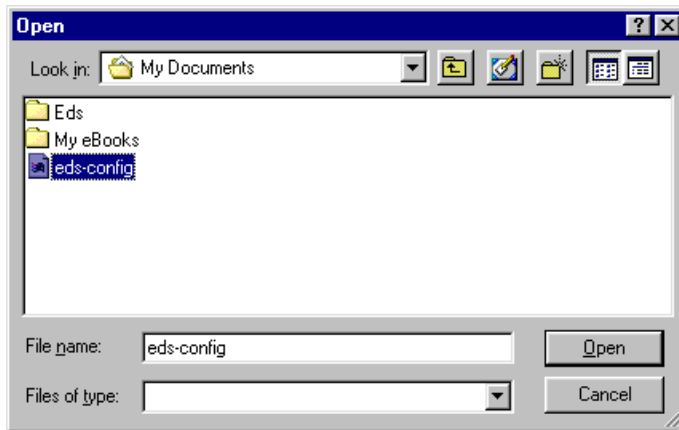 Open
Look in: My Documents
Eds
My eBooks
eds-config
File name: eds-config Open
Files of type: Cancel